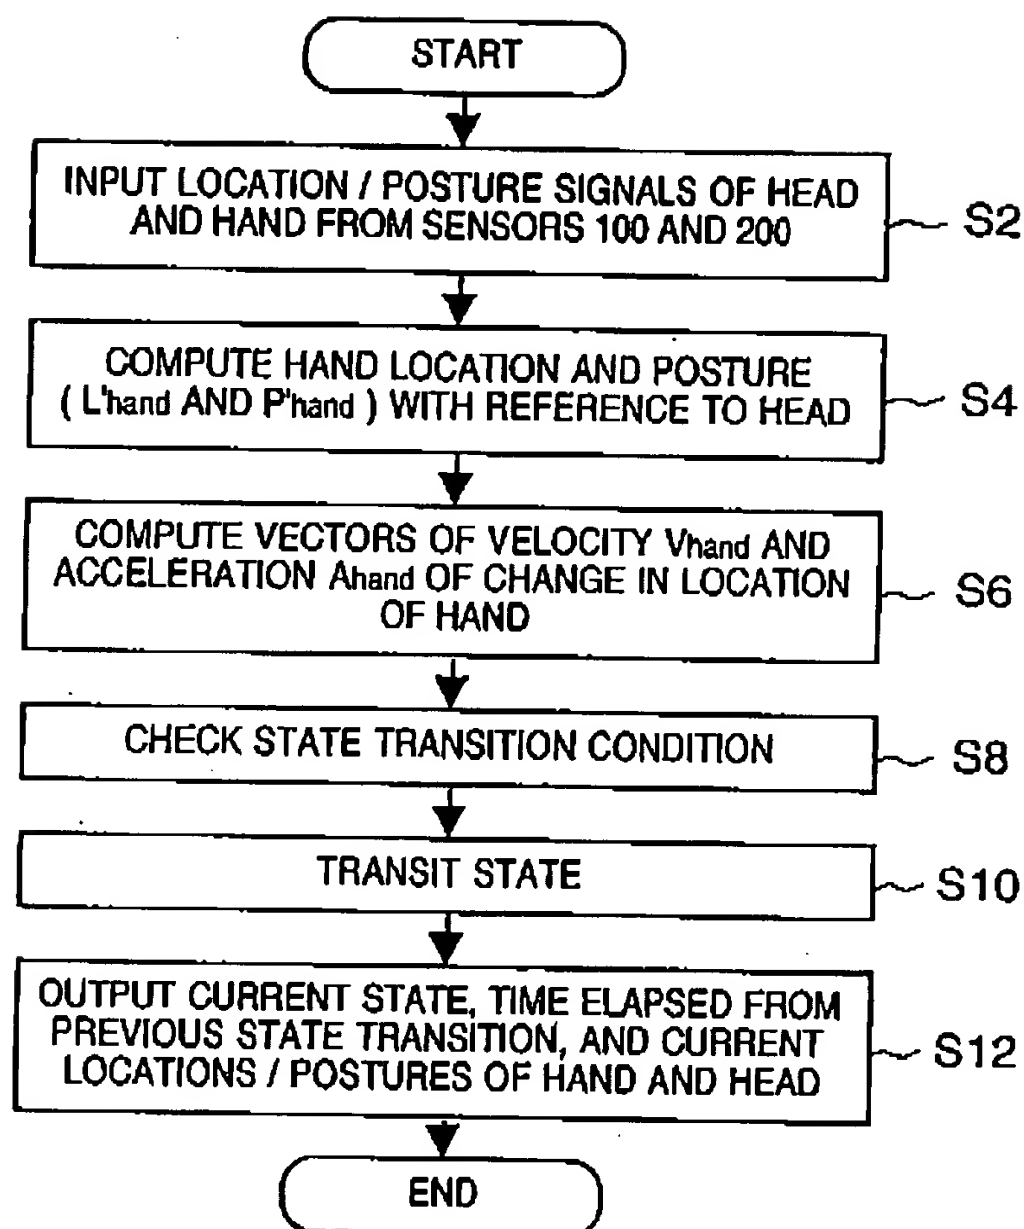 START
INPUT LOCATION / POSTURE SIGNALS OF HEAD
AND HAND FROM SENSORS 100 AND 200
S2
COMPUTE HAND LOCATION AND POSTURE
( L'hand AND P'hand ) WITH REFERENCE TO HEAD
S4
COMPUTE VECTORS OF VELOCITY Vhand AND
ACCELERATION Ahand OF CHANGE IN LOCATION
OF HAND
S6
CHECK STATE TRANSITION CONDITION
S8
TRANSIT STATE
S10
OUTPUT CURRENT STATE, TIME ELAPSED FROM
PREVIOUS STATE TRANSITION, AND CURRENT
LOCATIONS / POSTURES OF HAND AND HEAD
S12
END